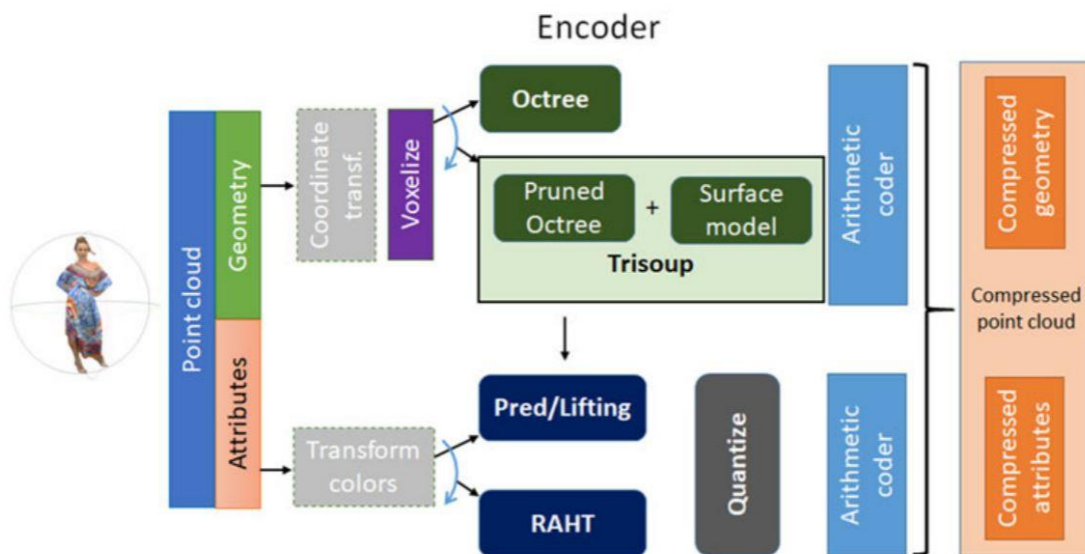 Encoder
Point cloud
Geometry
Attributes
Coordinate
transf.
Voxelize
Octree
Pruned
Octree
+
Surface
model
Trisoup
Arithmetic
coder
Compressed
geometry
Compressed
point cloud
Transform
colors
Pred/Lifting
RAHT
Quantize
Arithmetic
coder
Compressed
attributes